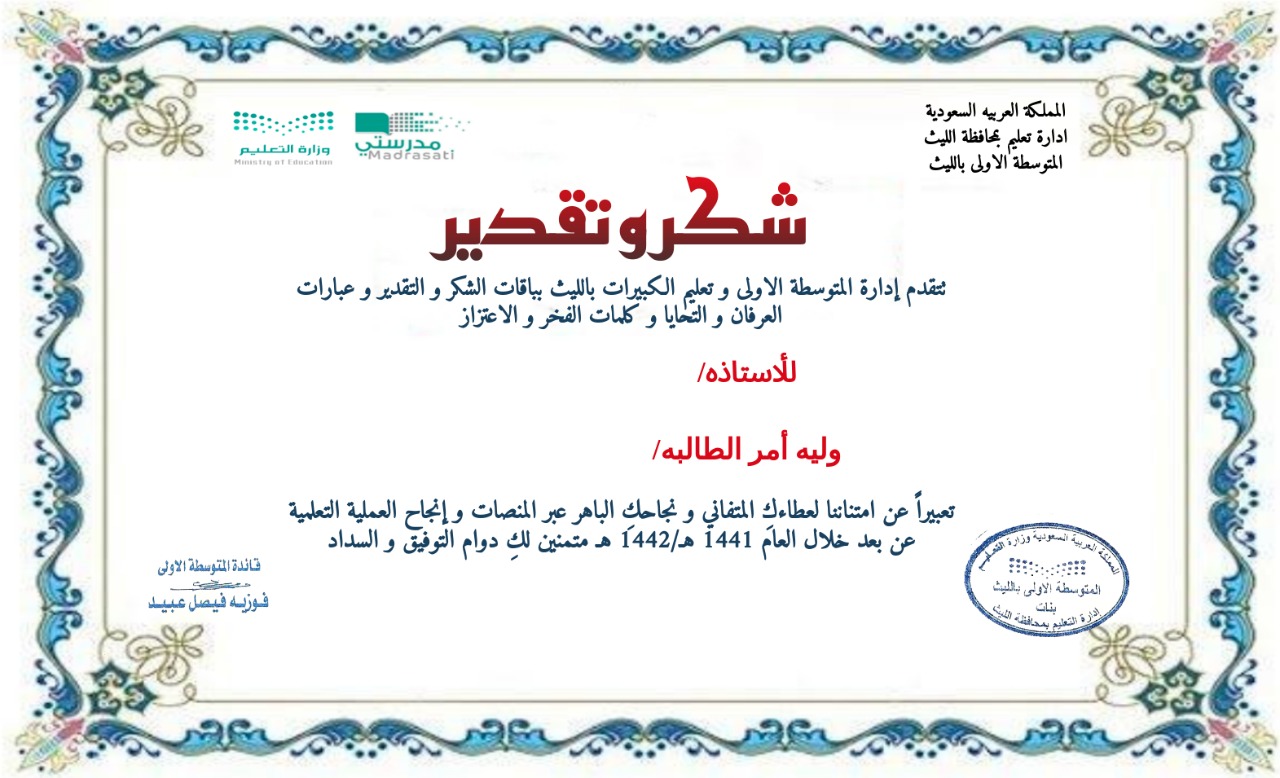 المملكة العربيه السعودية
ادارة تعليم بمحافظة الليث
المتوسطة الاولى بالليث
وزارة التعليم
Ministry of Education
مدرستي
Madrasati
شكر و تقدير
تتقدم إدارة المتوسطة الاولى و تعليم الكبيرات بالليث بباقات الشكر و التقدير و عبارات
العرفان و التحايا و كلمات الفخر و الاعتزاز
للأستاذه/
وليه أمر الطالبه/
تعبيراً عن امتناننا لعطاءكِ المتفاني و نجاحكِ الباهر عبر المنصات و إنجاح العملية التعلمية
عن بعد خلال العام 1441 هـ/1442 هـ متمنين لكِ دوام التوفيق و السداد
قائدة المتوسطة الاولى
فوزيه فيصل عبيد
المملكة العربية السعودية وزارة التعليم
المتوسطة الاولى بالليث
بنات
إدارة التعليم بمحافظة الليث